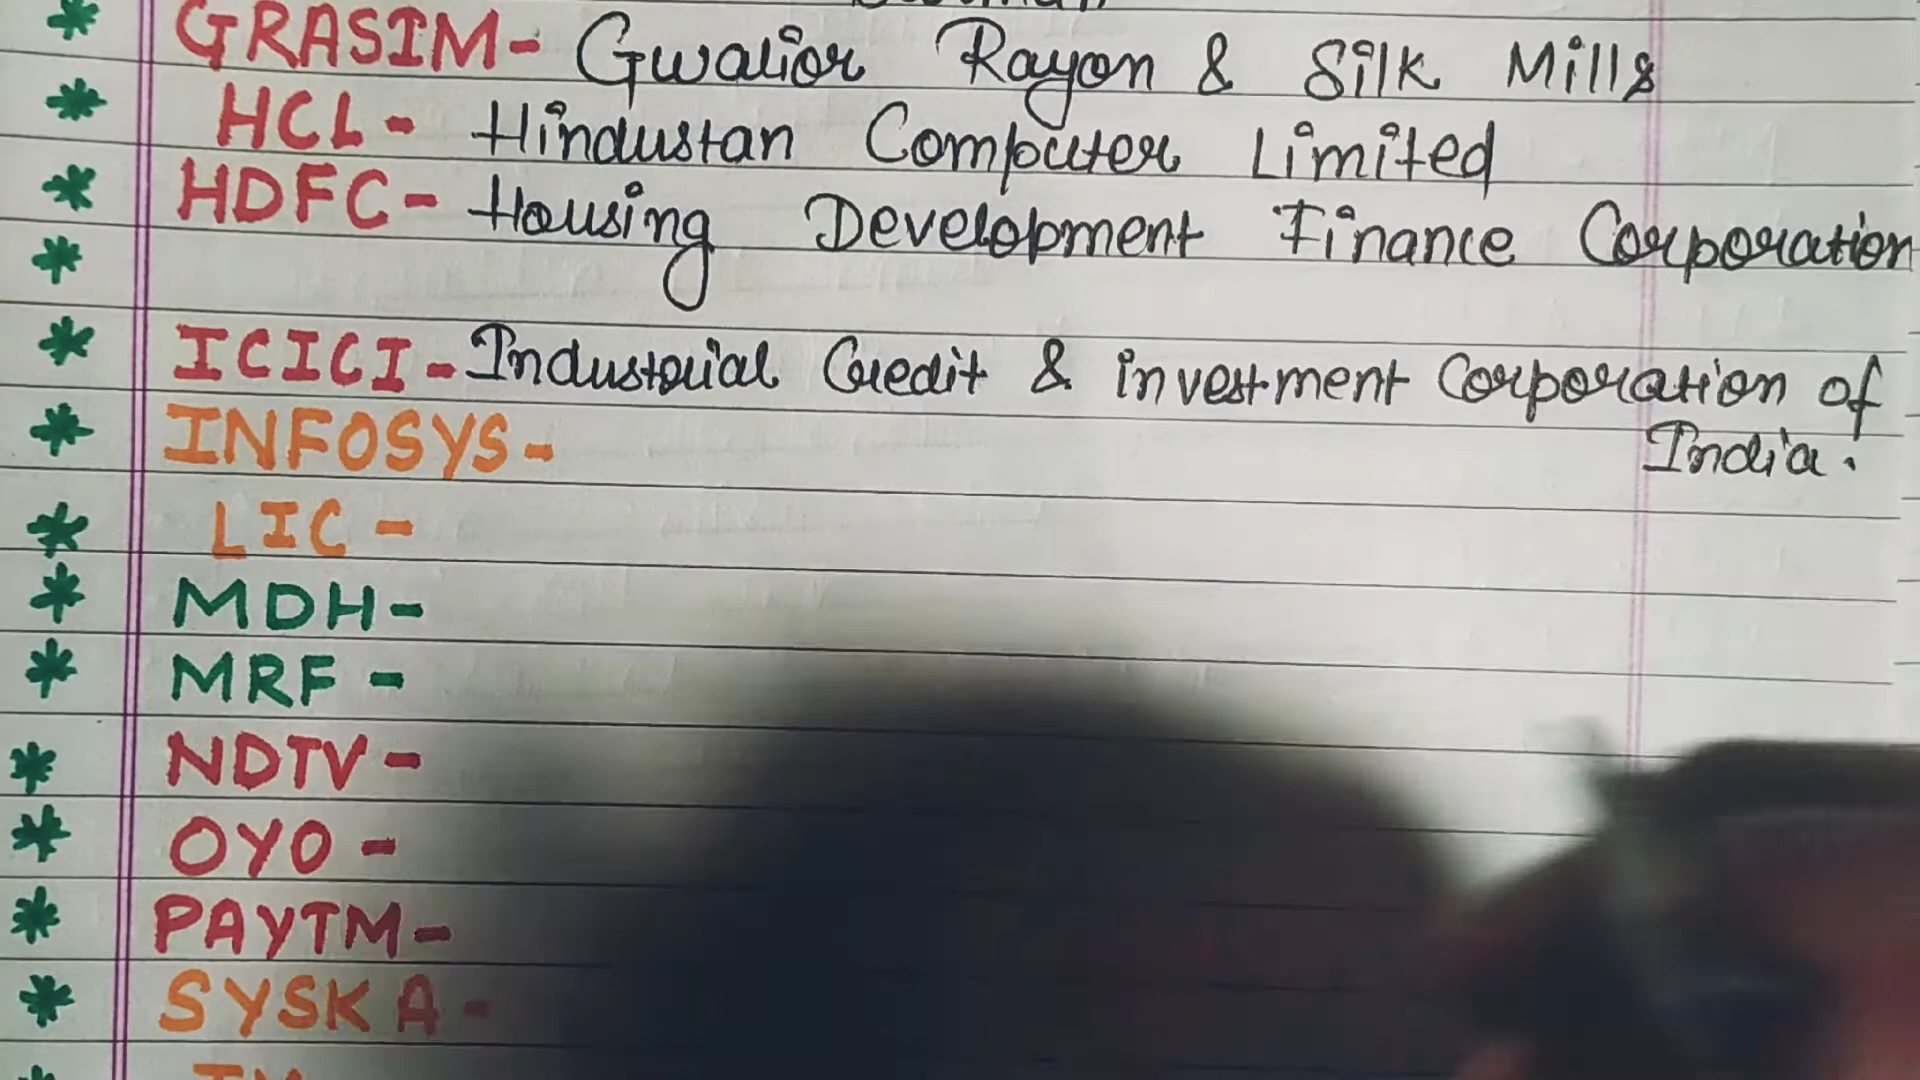 GRASIM- Gwalior Rayon & Silk Mills
* HCL - Hindustan Computer Limited
* HDFC - Housing Development Finance Corporation
*
* ICICI - Industrial Credit & investment Corporation of
India.
* INFOSYS -
* LIC -
* MDH -
* MRF -
* NDTV -
* OYO -
* PAYTM -
* SYSKA -